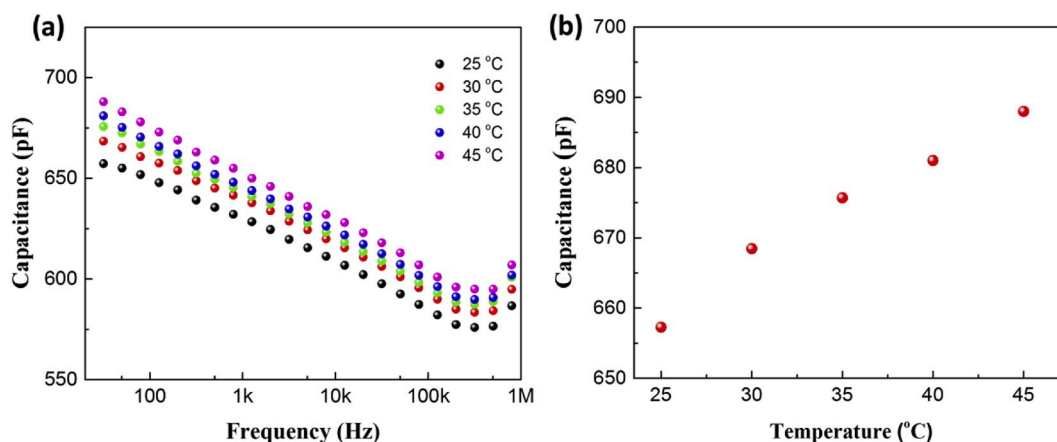 (a)
Capacitance (pF)
700
650
600
550
25 °C
30 °C
35 °C
40 °C
45 °C
100 1k 10k 100k 1M
Frequency (Hz)
(b)
Capacitance (pF)
700
690
680
670
660
650
25 30 35 40 45
Temperature (°C)